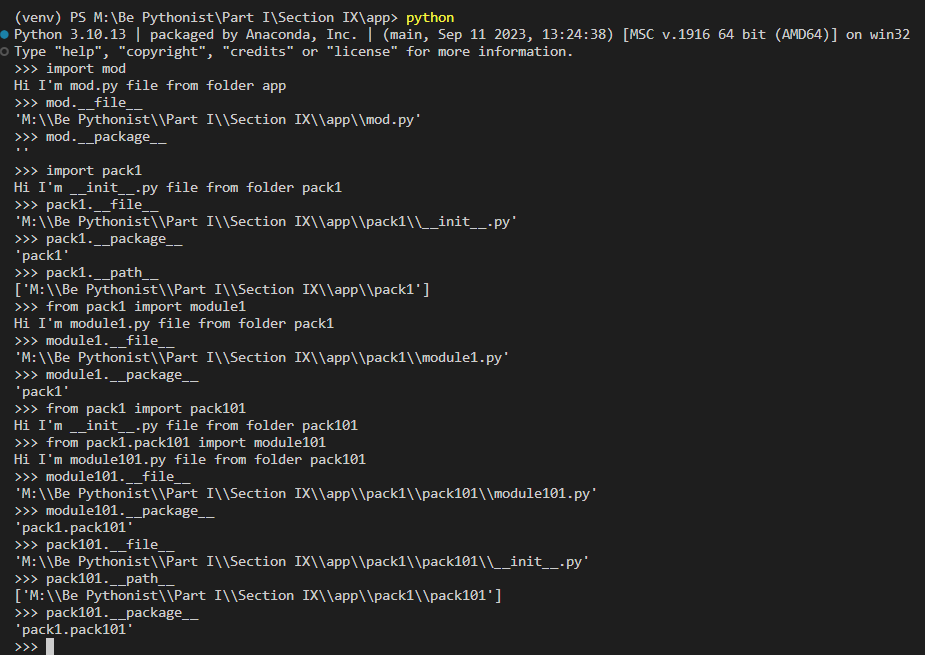 (venv) PS M:\Be Pythonist\Part I\Section IX\app> python
Python 3.10.13 | packaged by Anaconda, Inc. | (main, Sep 11 2023, 13:24:38) [MSC v.1916 64 bit (AMD64)] on win32
Type "help", "copyright", "credits" or "license" for more information.
>>> import mod
Hi I'm mod.py file from folder app
>>> mod.__file__
'M:\\Be Pythonist\\Part I\\Section IX\\app\\mod.py'
>>> mod.__package__
''
>>> import pack1
Hi I'm __init__.py file from folder pack1
>>> pack1.__file__
'M:\\Be Pythonist\\Part I\\Section IX\\app\\pack1\\__init__.py'
>>> pack1.__package__
'pack1'
>>> pack1.__path__
['M:\\Be Pythonist\\Part I\\Section IX\\app\\pack1']
>>> from pack1 import module1
Hi I'm module1.py file from folder pack1
>>> module1.__file__
'M:\\Be Pythonist\\Part I\\Section IX\\app\\pack1\\module1.py'
>>> module1.__package__
'pack1'
>>> from pack1 import pack101
Hi I'm __init__.py file from folder pack101
>>> from pack1.pack101 import module101
Hi I'm module101.py file from folder pack101
>>> module101.__file__
'M:\\Be Pythonist\\Part I\\Section IX\\app\\pack1\\pack101\\module101.py'
>>> module101.__package__
'pack1.pack101'
>>> pack101.__file__
'M:\\Be Pythonist\\Part I\\Section IX\\app\\pack1\\pack101\\__init__.py'
>>> pack101.__path__
['M:\\Be Pythonist\\Part I\\Section IX\\app\\pack1\\pack101']
>>> pack101.__package__
'pack1.pack101'
>>>